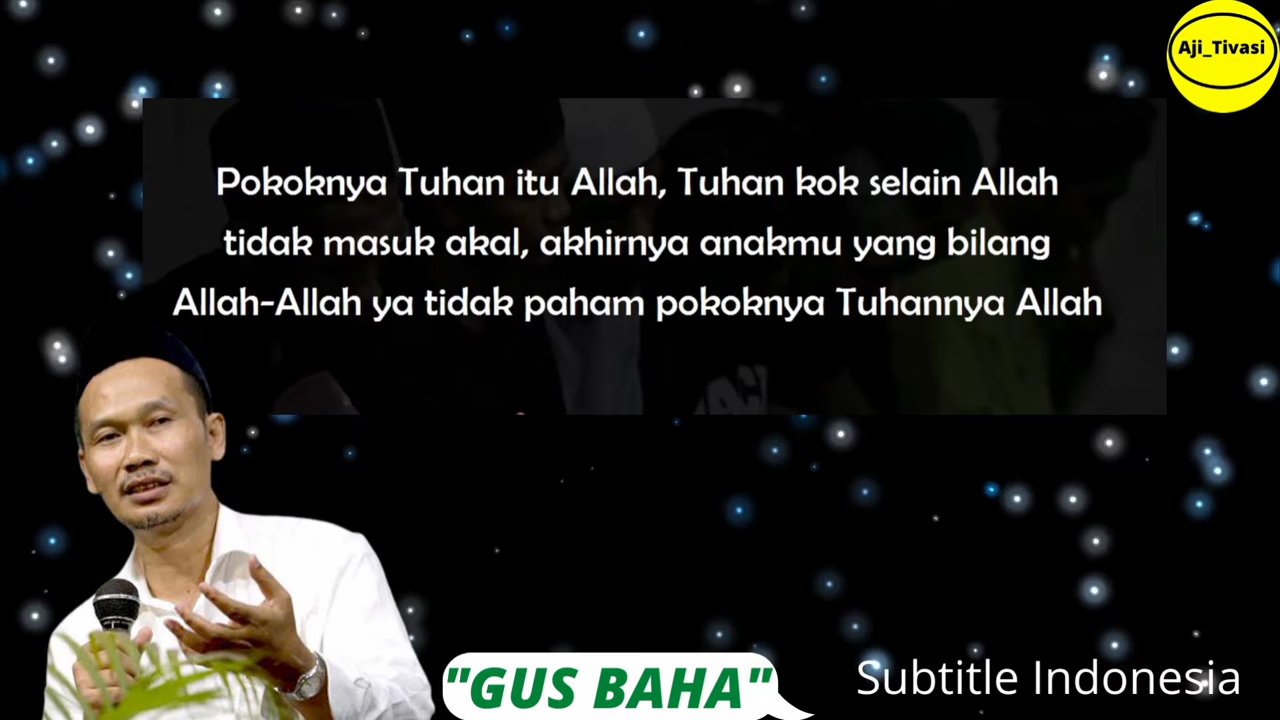 Aji_Tivasi
Pokoknya Tuhan itu Allah, Tuhan kok selain Allah
tidak masuk akal, akhirnya anakmu yang bilang
Allah-Allah ya tidak paham pokoknya Tuhannya Allah
"GUS BAHA"
Subtitle Indonesia